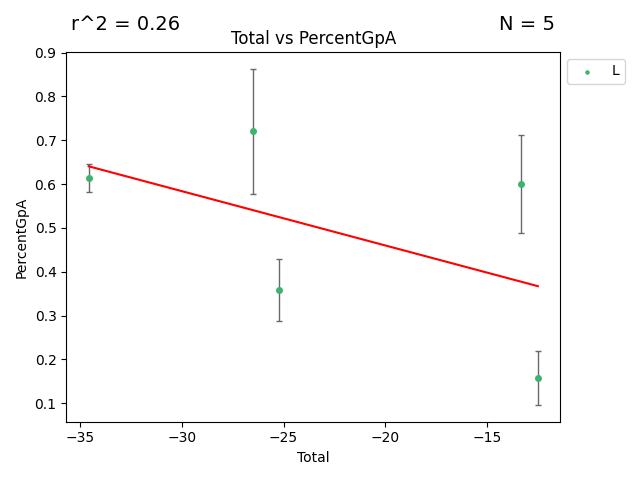 r^2 = 0.26
N = 5
Total vs PercentGpA
L
0.9
0.8
0.7
0.6
0.5
0.4
0.3
0.2
0.1
PercentGpA
−35
−30
−25
−20
−15
Total